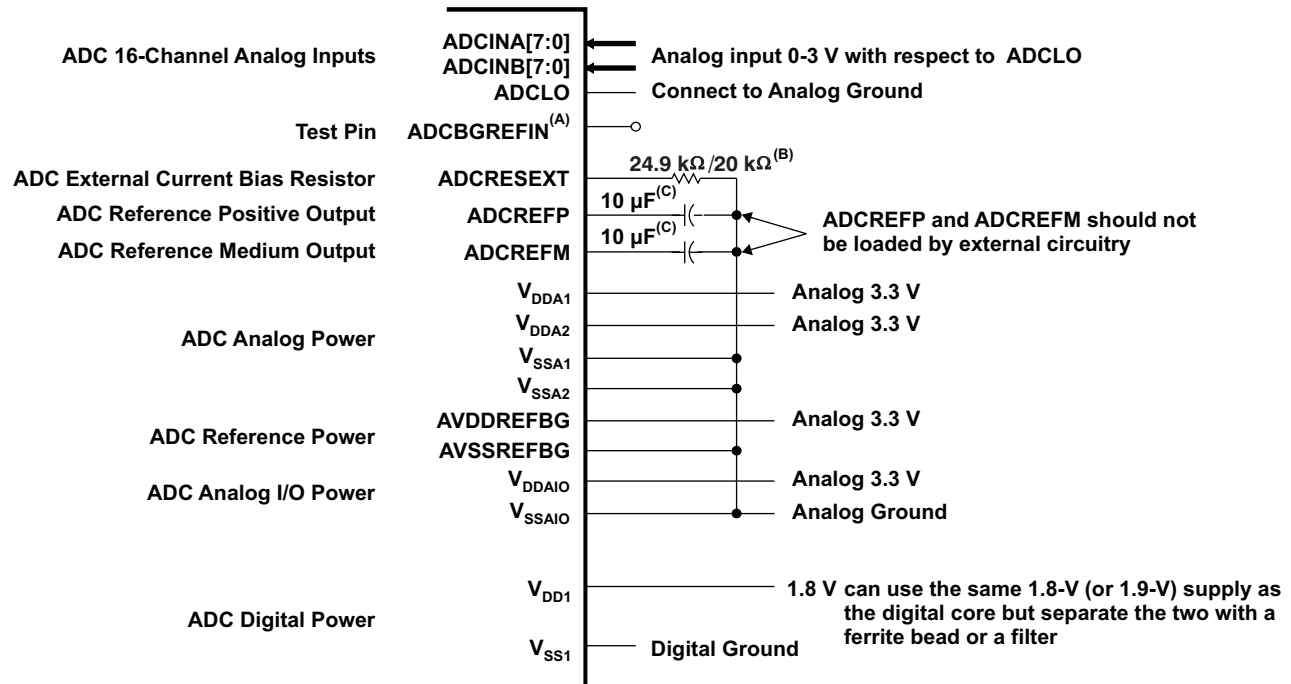 ADC 16-Channel Analog Inputs
ADCINA[7:0]
ADCINB[7:0]
Analog input 0-3 V with respect to ADCLO
ADCLO
Connect to Analog Ground
Test Pin
ADCBGREFIN(A)
24.9 kΩ/20 kΩ(B)
ADC External Current Bias Resistor
ADCRESEXT
10 µF(C)
ADC Reference Positive Output
ADCREFP
10 µF(C)
ADC Reference Medium Output
ADCREFM
ADCREFP and ADCREFM should not
be loaded by external circuitry
VDDA1
Analog 3.3 V
ADC Analog Power
VDDA2
Analog 3.3 V
VSSA1
VSSA2
ADC Reference Power
AVDDREFBG
Analog 3.3 V
AVSSREFBG
ADC Analog I/O Power
VDDAIO
Analog 3.3 V
VSSAIO
Analog Ground
ADC Digital Power
VDD1
1.8 V can use the same 1.8-V (or 1.9-V) supply as
the digital core but separate the two with a
ferrite bead or a filter
VSS1
Digital Ground